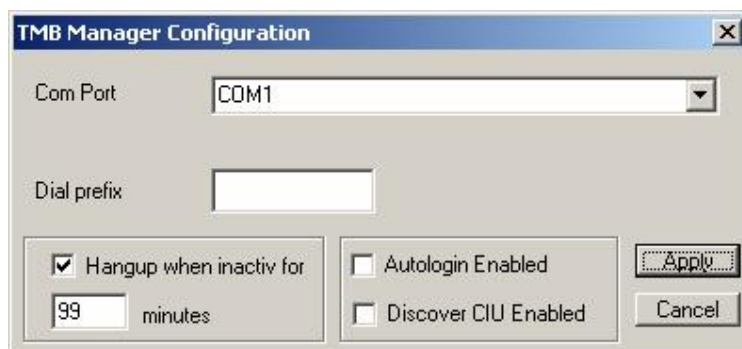 TMB Manager Configuration
Com Port COM1
Dial prefix
Hangup when inactiv for Autologin Enabled Apply
99 minutes Discover CIU Enabled Cancel